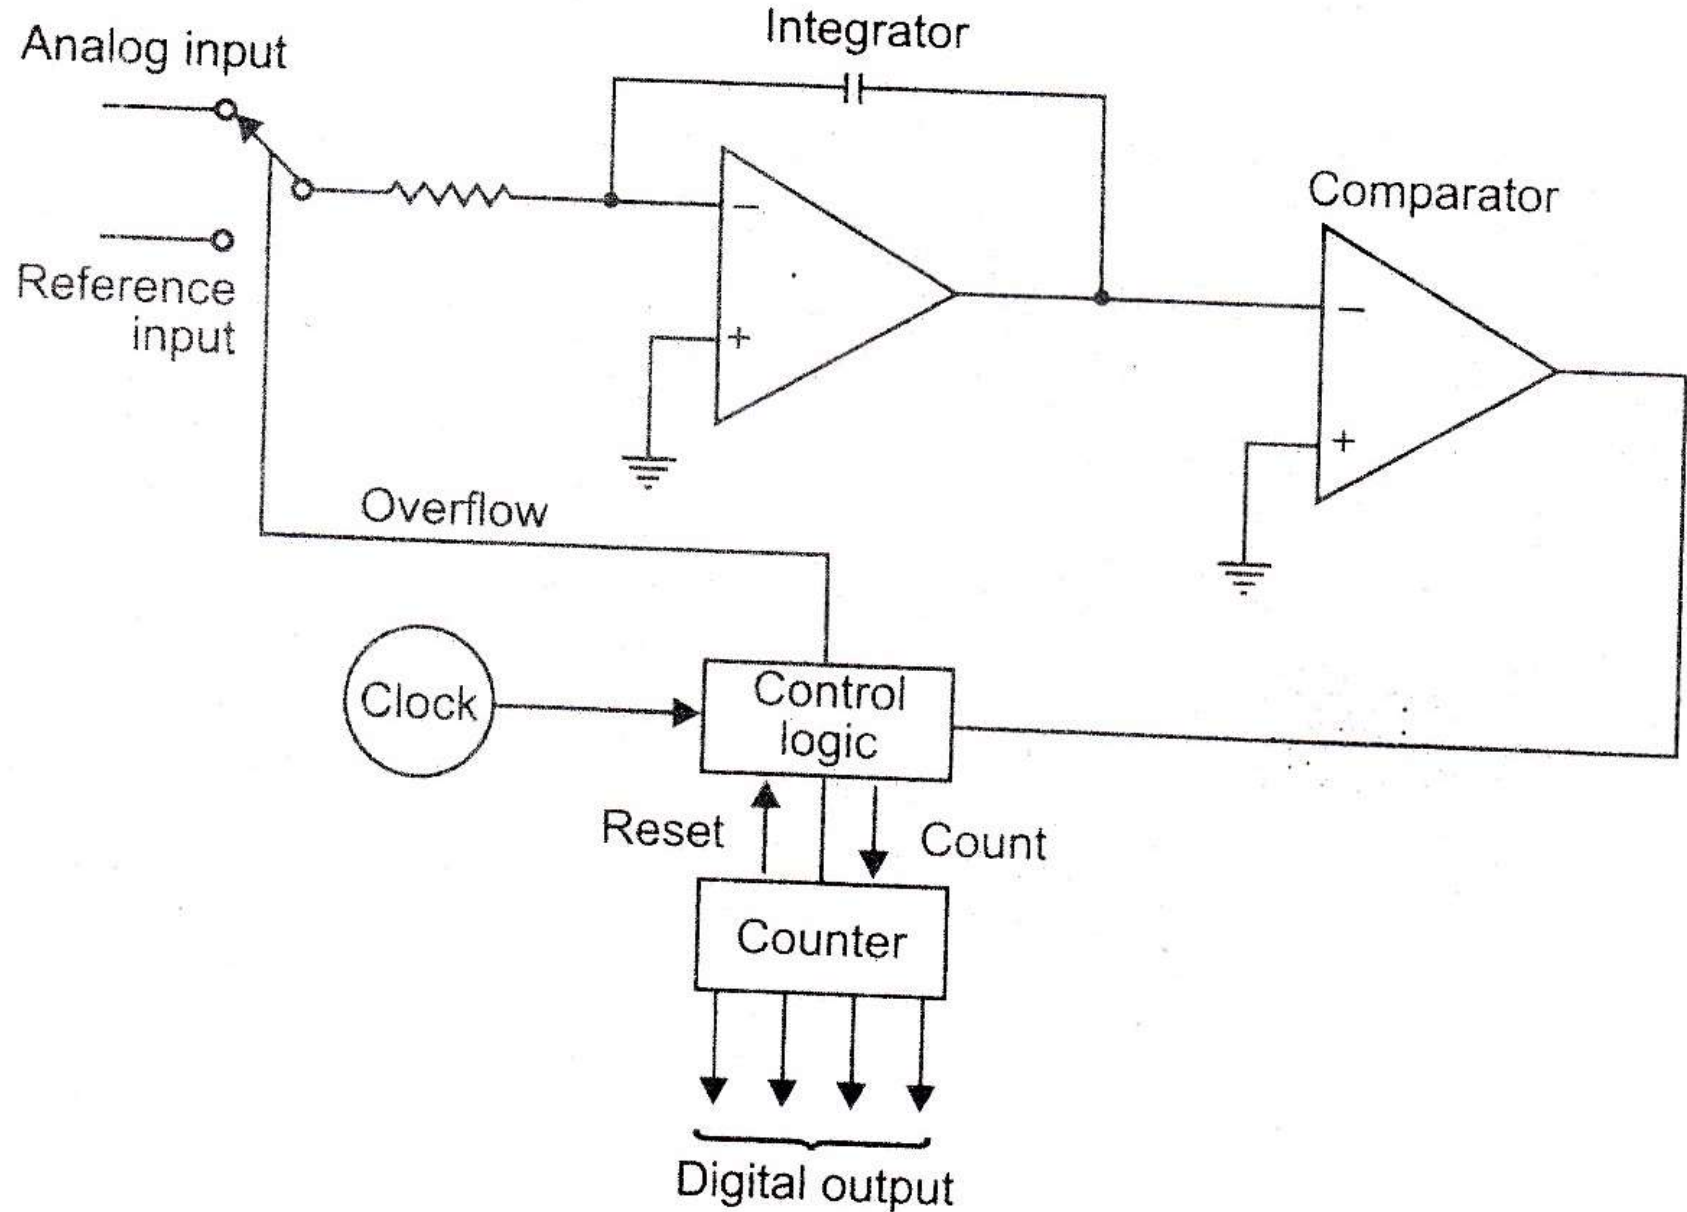 Integrator
Analog input
Comparator
Reference
input
Overflow
Clock
Control
logic
Reset
Count
Counter
Digital output